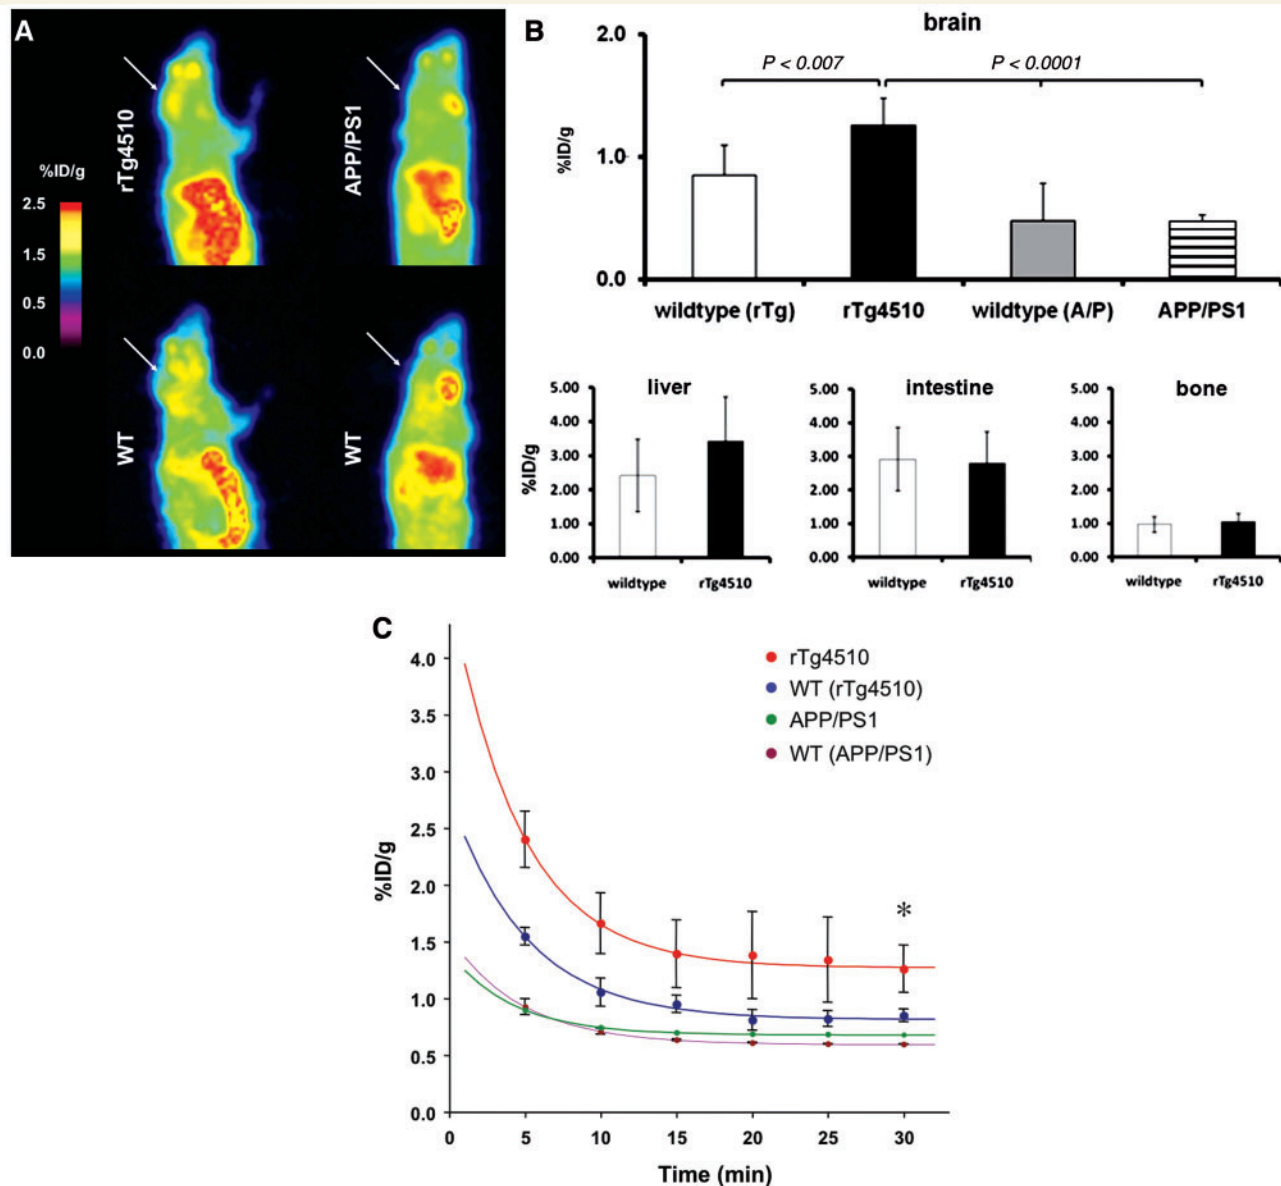 A
rTg4510
APP/PS1
%ID/g
2.5
1.5
0.5
0.0
WT
WT
B
brain
P < 0.007
P < 0.0001
%ID/g
2.0
1.0
0.0
wildtype (rTg) rTg4510 wildtype (A/P) APP/PS1
liver
%ID/g
5.00
4.00
3.00
2.00
1.00
0.00
wildtype rTg4510
intestine
5.00
4.00
3.00
2.00
1.00
0.00
wildtype rTg4510
bone
5.00
4.00
3.00
2.00
1.00
0.00
wildtype rTg4510
C
rTg4510
WT (rTg4510)
APP/PS1
WT (APP/PS1)
*
%ID/g
4.0
3.5
3.0
2.5
2.0
1.5
1.0
0.5
0.0
0 5 10 15 20 25 30
Time (min)